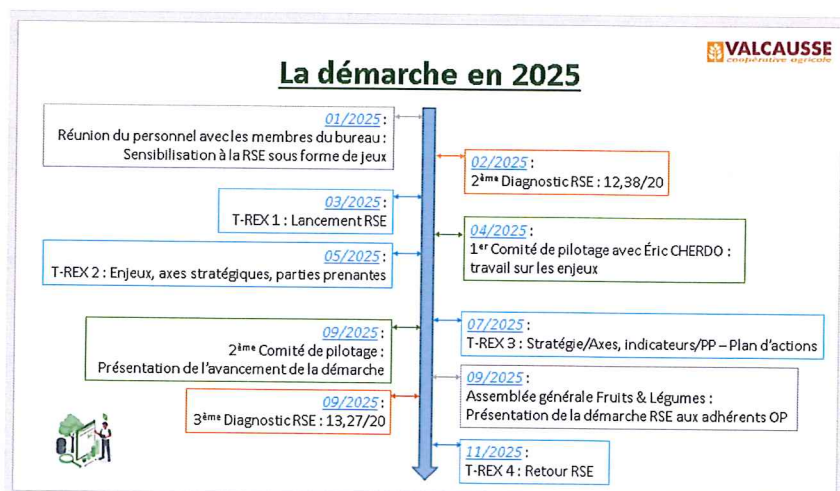 VALCAUSSE
coopérative agricole
La démarche en 2025
01/2025 :
Réunion du personnel avec les membres du bureau :
Sensibilisation à la RSE sous forme de jeux
02/2025 :
2ème Diagnostic RSE : 12,38/20
03/2025 :
T-REX 1 : Lancement RSE
04/2025 :
1er Comité de pilotage avec Éric CHERDO :
travail sur les enjeux
05/2025 :
T-REX 2 : Enjeux, axes stratégiques, parties prenantes
07/2025 :
T-REX 3 : Stratégie/Axes, indicateurs/PP – Plan d'actions
09/2025 :
2ème Comité de pilotage :
Présentation de l'avancement de la démarche
09/2025 :
Assemblée générale Fruits & Légumes :
Présentation de la démarche RSE aux adhérents OP
09/2025 :
3ème Diagnostic RSE : 13,27/20
11/2025 :
T-REX 4 : Retour RSE